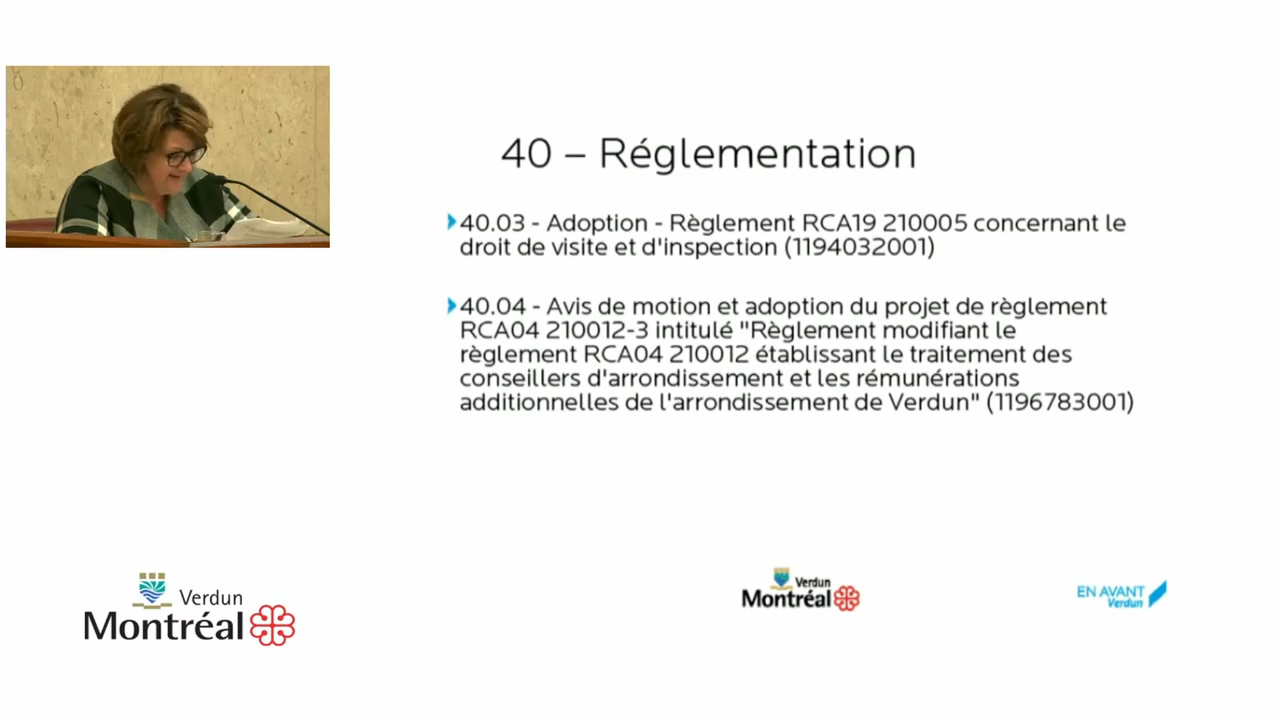 40 – Réglementation
40.03 - Adoption - Règlement RCA19 210005 concernant le
droit de visite et d'inspection (1194032001)
40.04 - Avis de motion et adoption du projet de règlement
RCA04 210012-3 intitulé "Règlement modifiant le
règlement RCA04 210012 établissant le traitement des
conseillers d'arrondissement et les rémunérations
additionnelles de l'arrondissement de Verdun" (1196783001)
Verdun
Montréal
Verdun
Montréal
EN AVANT
Verdun